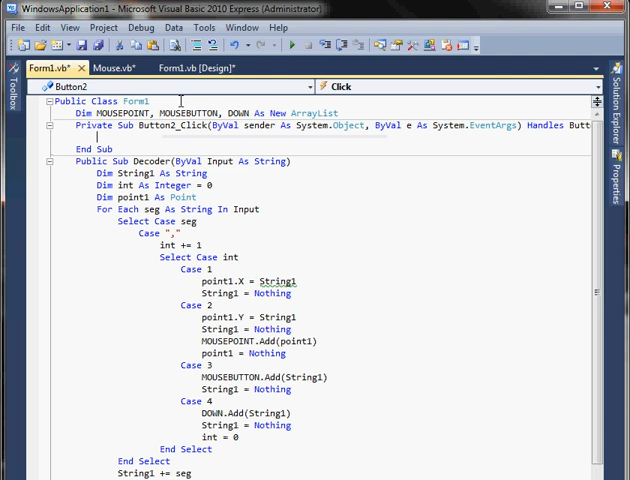 WindowsApplication1 - Microsoft Visual Basic 2010 Express (Administrator)
File Edit View Project Debug Data Tools Window Help
Form1.vb* Mouse.vb* Form1.vb [Design]*
Toolbox
Button2 Click
Public Class Form1
Dim MOUSEPOINT, MOUSEBUTTON, DOWN As New ArrayList
Private Sub Button2_Click(ByVal sender As System.Object, ByVal e As System.EventArgs) Handles Butt
End Sub
Public Sub Decoder(ByVal Input As String)
Dim String1 As String
Dim int As Integer = 0
Dim point1 As Point
For Each seg As String In Input
Select Case seg
Case ","
int += 1
Select Case int
Case 1
point1.X = String1
String1 = Nothing
Case 2
point1.Y = String1
String1 = Nothing
MOUSEPOINT.Add(point1)
point1 = Nothing
Case 3
MOUSEBUTTON.Add(String1)
String1 = Nothing
Case 4
DOWN.Add(String1)
String1 = Nothing
int = 0
End Select
End Select
String1 += seg
Solution Explorer
Properties